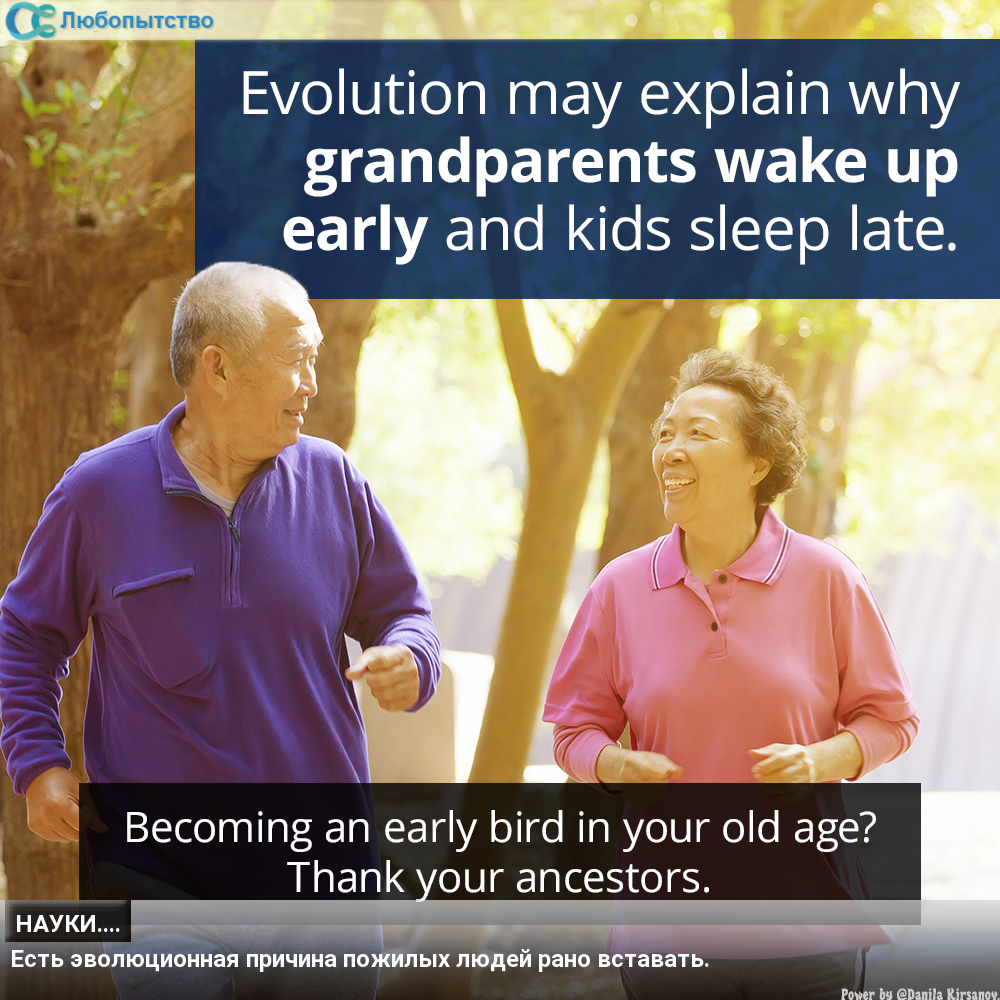 Любопытство
Evolution may explain why
grandparents wake up
early and kids sleep late.
Becoming an early bird in your old age?
Thank your ancestors.
НАУКИ....
Есть эволюционная причина пожилых людей рано вставать.
Power by @Danila Kirsanov